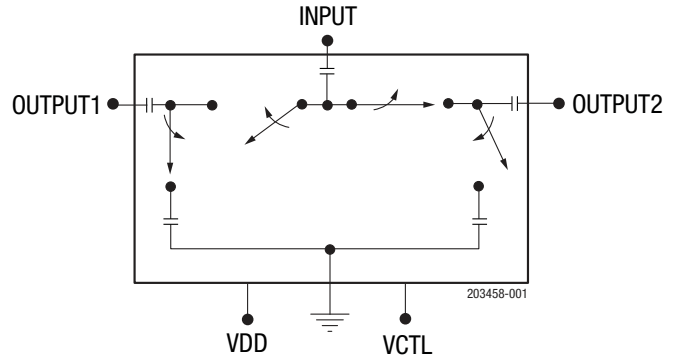 INPUT
OUTPUT1
OUTPUT2
203458-001
VDD
VCTL